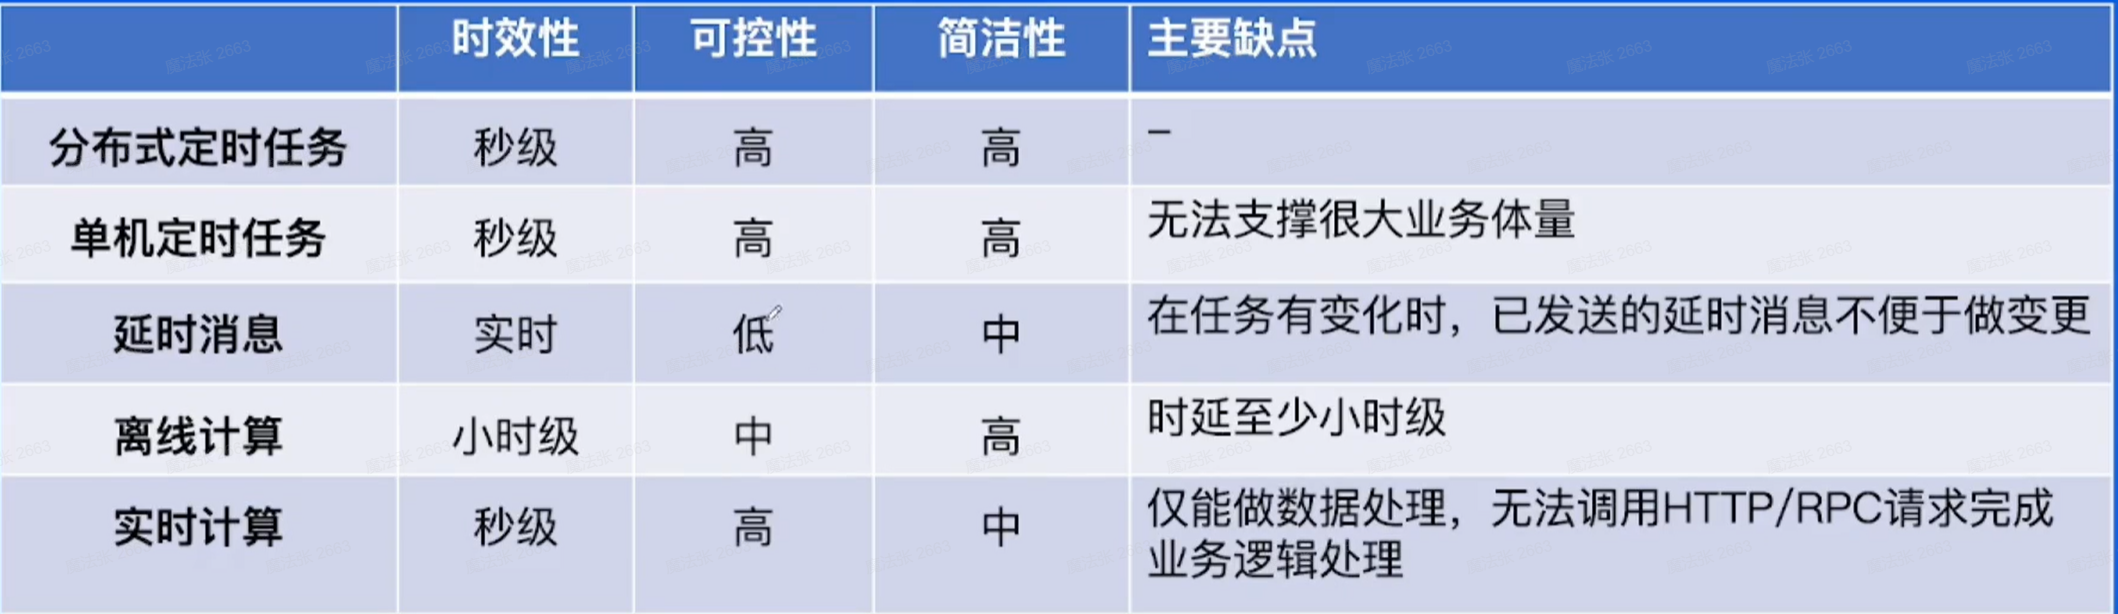 时效性 可控性 简洁性 主要缺点
分布式定时任务 秒级 高 高 –
单机定时任务 秒级 高 高 无法支撑很大业务体量
延时消息 实时 低 中 在任务有变化时，已发送的延时消息不便于做变更
离线计算 小时级 中 高 时延至少小时级
实时计算 秒级 高 中 仅能做数据处理，无法调用HTTP/RPC请求完成
业务逻辑处理
魔法张 2663